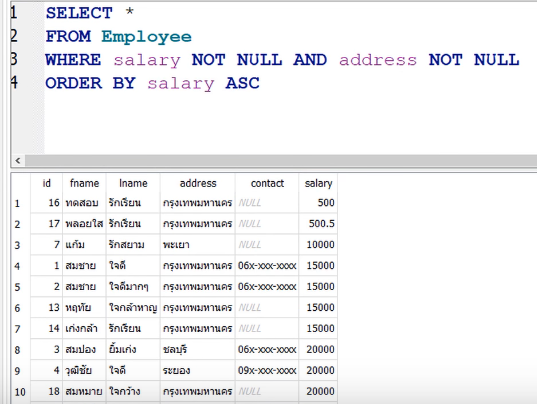 1 SELECT *
2 FROM Employee
3 WHERE salary NOT NULL AND address NOT NULL
4 ORDER BY salary ASC
id fname lname address contact salary
1 16 ทดสอบ รักเรียน กรุงเทพมหานคร NULL 500
2 17 พลอยใส รักเรียน กรุงเทพมหานคร NULL 500.5
3 7 แก้ม รักสยาม พะเยา NULL 10000
4 1 สมชาย ใจดี กรุงเทพมหานคร 06x-xxx-xxxx 15000
5 2 สมชาย ใจดีมากๆ กรุงเทพมหานคร 06x-xxx-xxxx 15000
6 13 หฤทัย ใจกล้าหาญ กรุงเทพมหานคร NULL 15000
7 14 เก่งกล้า รักเรียน กรุงเทพมหานคร NULL 15000
8 3 สมปอง ยิ้มเก่ง ชลบุรี 06x-xxx-xxxx 20000
9 4 วุฒิชัย ใจดี ระยอง 09x-xxx-xxxx 20000
10 18 สมหมาย ใจกว้าง กรุงเทพมหานคร NULL 20000